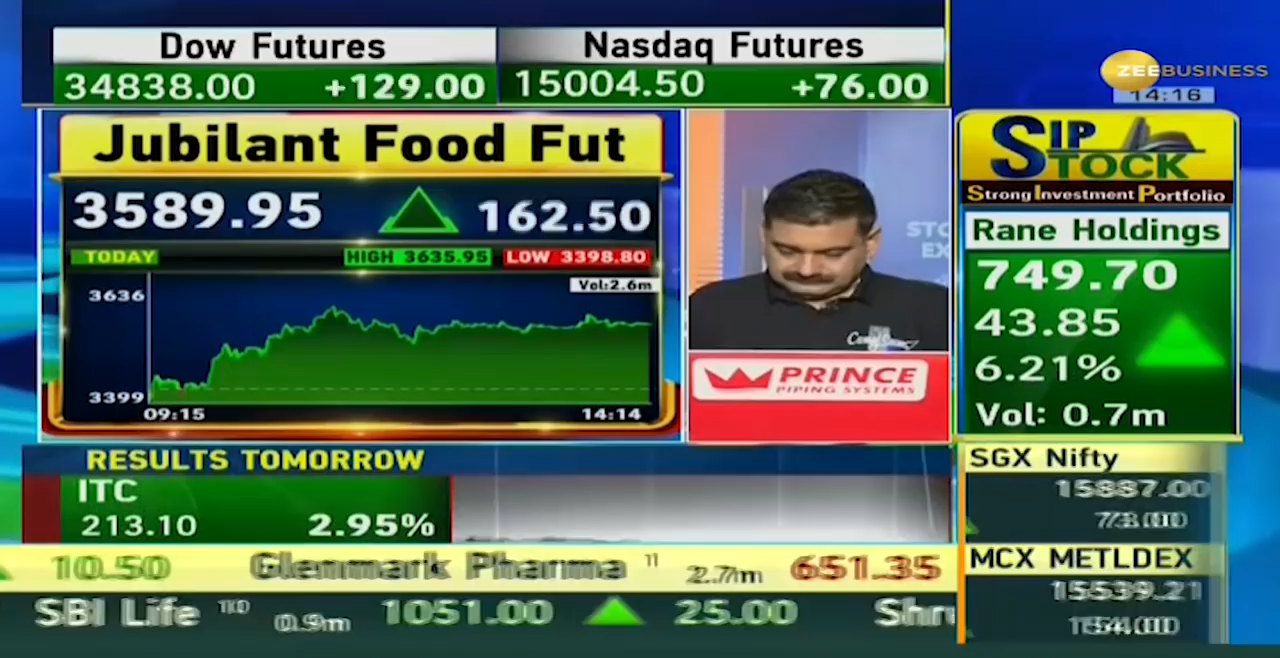 Dow Futures
34838.00 +129.00
Nasdaq Futures
15004.50 +76.00
ZEEBUSINESS
14:16
Jubilant Food Fut
3589.95 162.50
TODAY HIGH 3635.95 LOW 3398.80
Vol:2.6m
3636
3399
09:15 14:14
STO
EX
PRINCE
PIPING SYSTEMS
SIP
STOCK
Strong Investment Portfolio
Rane Holdings
749.70
43.85
6.21%
Vol: 0.7m
RESULTS TOMORROW
ITC
213.10 2.95%
SGX Nifty
15887.00
MCX METLDEX
15539.21
10.50 Glenmark Pharma 2.7m 651.35
SBI Life 0.9m 1051.00 25.00 Shr